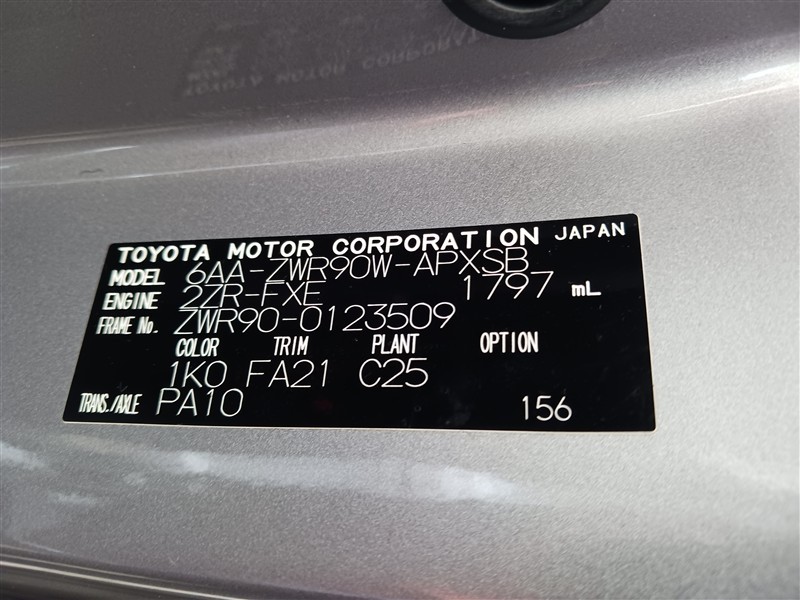 TOYOTA MOTOR CORPORATION JAPAN
MODEL 6AA-ZWR90W-APXSB
ENGINE 2ZR-FXE 1797 mL
FRAME No. ZWR90-0123509
COLOR TRIM PLANT OPTION
1K0 FA21 C25
TRANS./AXLE PA10 156